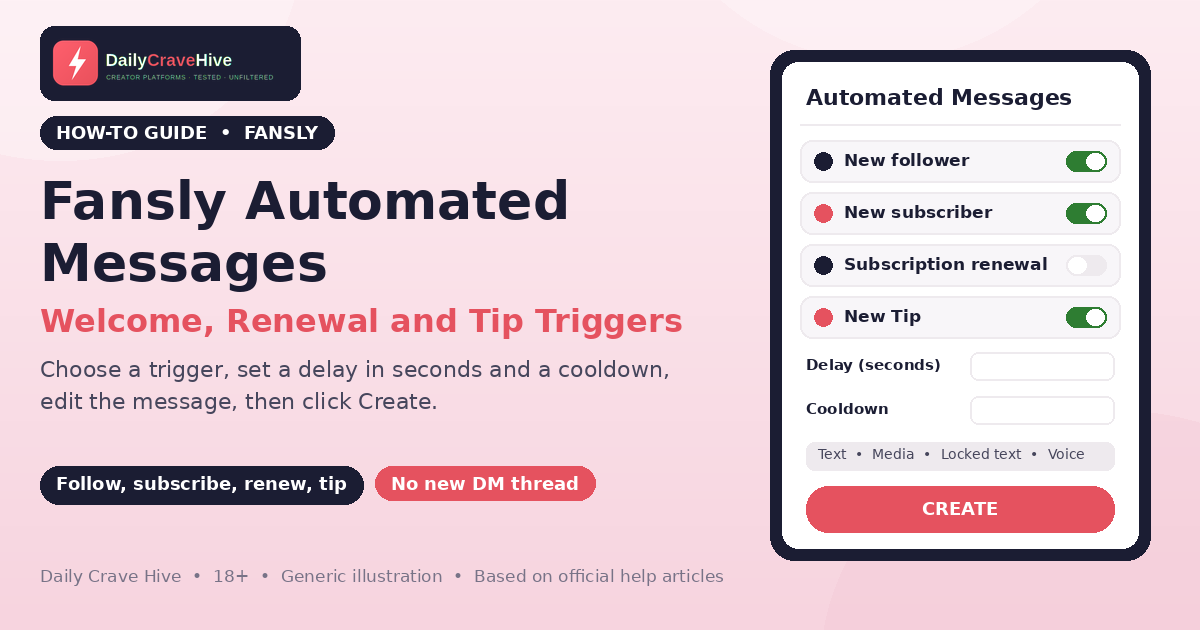 DailyCraveHive
CREATOR PLATFORMS · TESTED · UNFILTERED
HOW-TO GUIDE • FANSLY
Fansly Automated
Messages
Welcome, Renewal and Tip Triggers
Choose a trigger, set a delay in seconds and a cooldown,
edit the message, then click Create.
Follow, subscribe, renew, tip
No new DM thread
Daily Crave Hive • 18+ • Generic illustration • Based on official help articles
Automated Messages
New follower
New subscriber
Subscription renewal
New Tip
Delay (seconds)
Cooldown
Text • Media • Locked text • Voice
CREATE